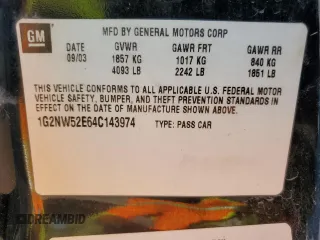 GM
MFD BY GENERAL MOTORS CORP
DATE GVWR GAWR FRT GAWR RR
09/03 1857 KG 1017 KG 840 KG
4093 LB 2242 LB 1851 LB
THIS VEHICLE CONFORMS TO ALL APPLICABLE U.S. FEDERAL MOTOR
VEHICLE SAFETY, BUMPER, AND THEFT PREVENTION STANDARDS IN
EFFECT ON THE DATE OF MANUFACTURE SHOWN ABOVE.
1G2NW52E64C143974 TYPE: PASS CAR
DREAMBID